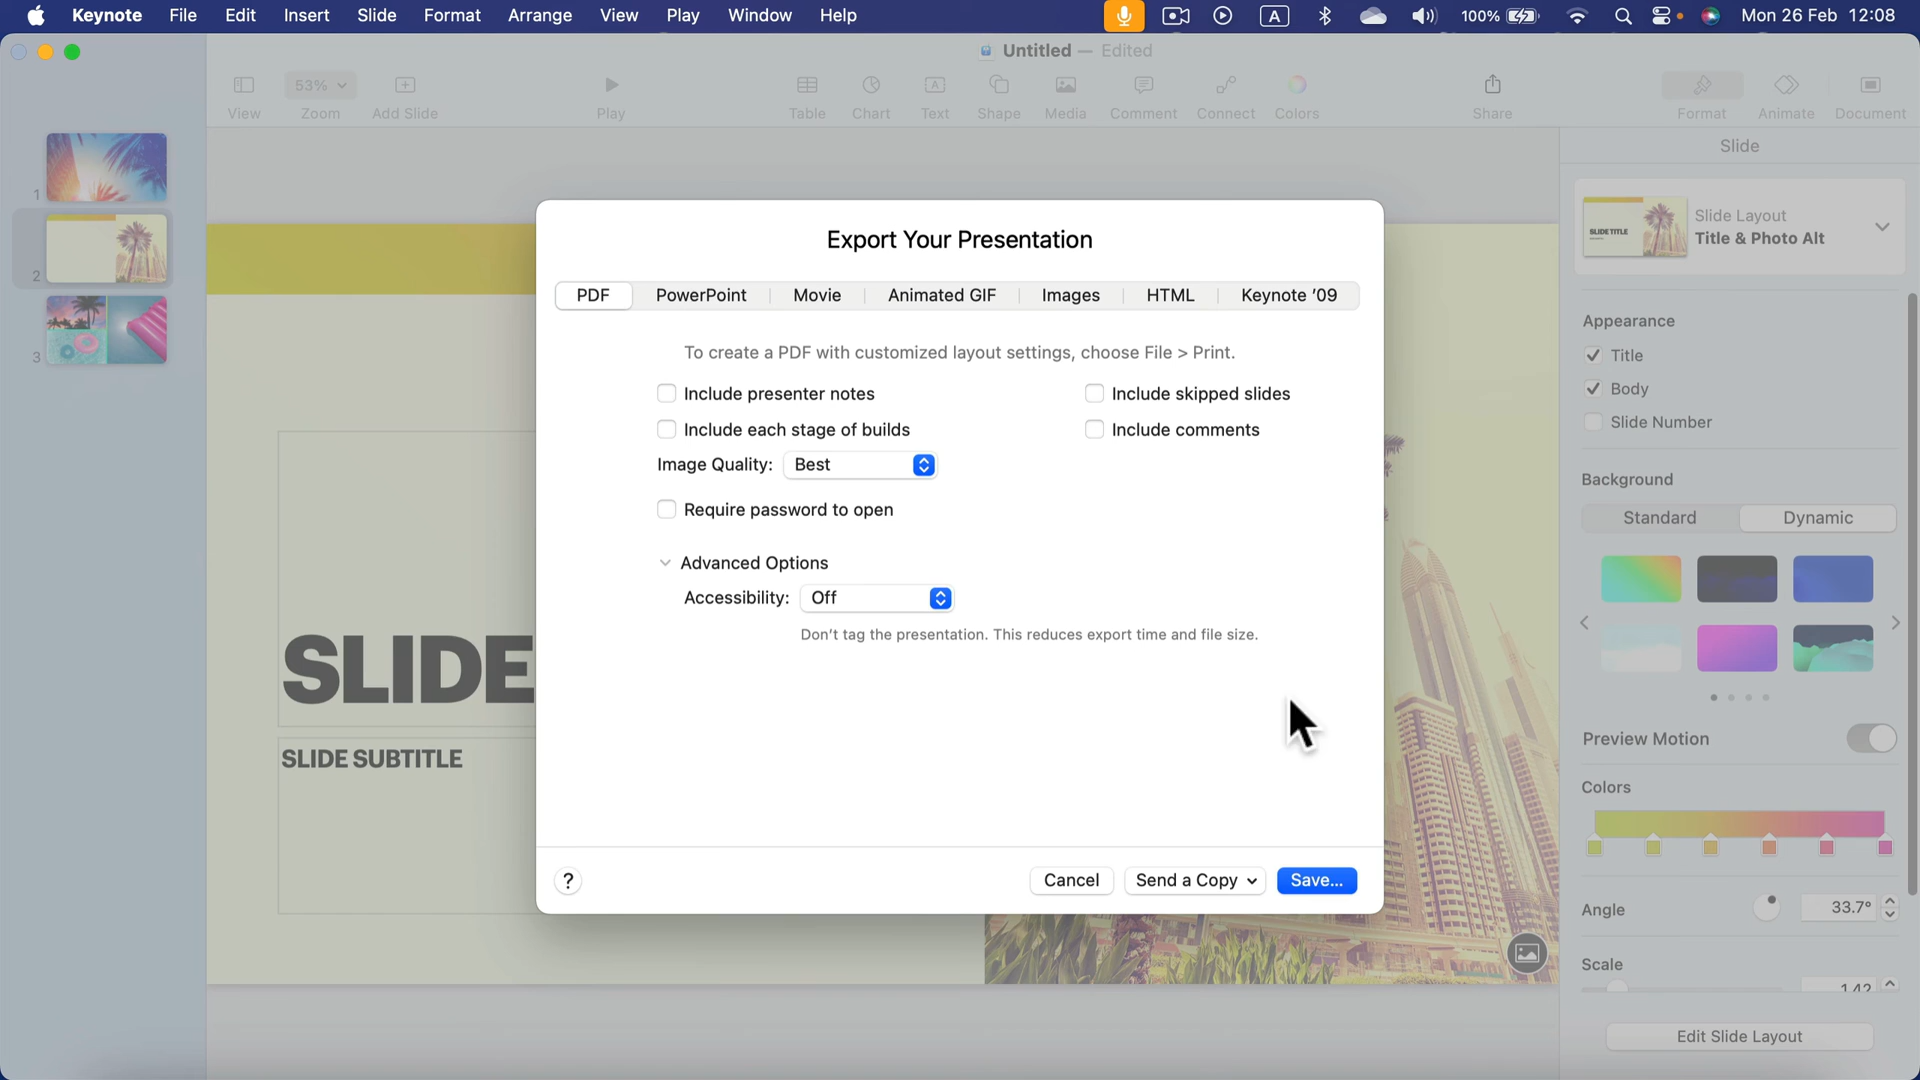 Keynote File Edit Insert Slide Format Arrange View Play Window Help A 100% Mon 26 Feb 12:08
Untitled — Edited
53%
View Zoom Add Slide Play Table Chart Text Shape Media Comment Connect Colors Share Format Animate Document
Slide
1
2
3
Export Your Presentation
PDF PowerPoint Movie Animated GIF Images HTML Keynote '09
To create a PDF with customized layout settings, choose File > Print.
Include presenter notes Include skipped slides
Include each stage of builds Include comments
Image Quality: Best
Require password to open
Advanced Options
Accessibility: Off
Don't tag the presentation. This reduces export time and file size.
? Cancel Send a Copy Save...
SLIDE
SLIDE SUBTITLE
SLIDE TITLE
Slide Layout
Title & Photo Alt
Appearance
Title
Body
Slide Number
Background
Standard Dynamic
Preview Motion
Colors
Angle 33.7°
Scale 1.42
Edit Slide Layout